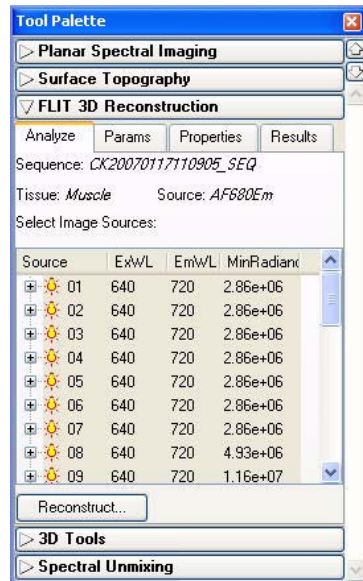 Tool Palette
Planar Spectral Imaging
Surface Topography
FLIT 3D Reconstruction
Analyze Params Properties Results
Sequence: CK20070117110905_SEQ
Tissue: Muscle Source: AF680Em
Select Image Sources:
Source ExWL EmWL MinRadianc
01 640 720 2.86e+06
02 640 720 2.86e+06
03 640 720 2.86e+06
04 640 720 2.86e+06
05 640 720 2.86e+06
06 640 720 2.86e+06
07 640 720 2.86e+06
08 640 720 4.93e+06
09 640 720 1.16e+07
Reconstruct...
3D Tools
Spectral Unmixing